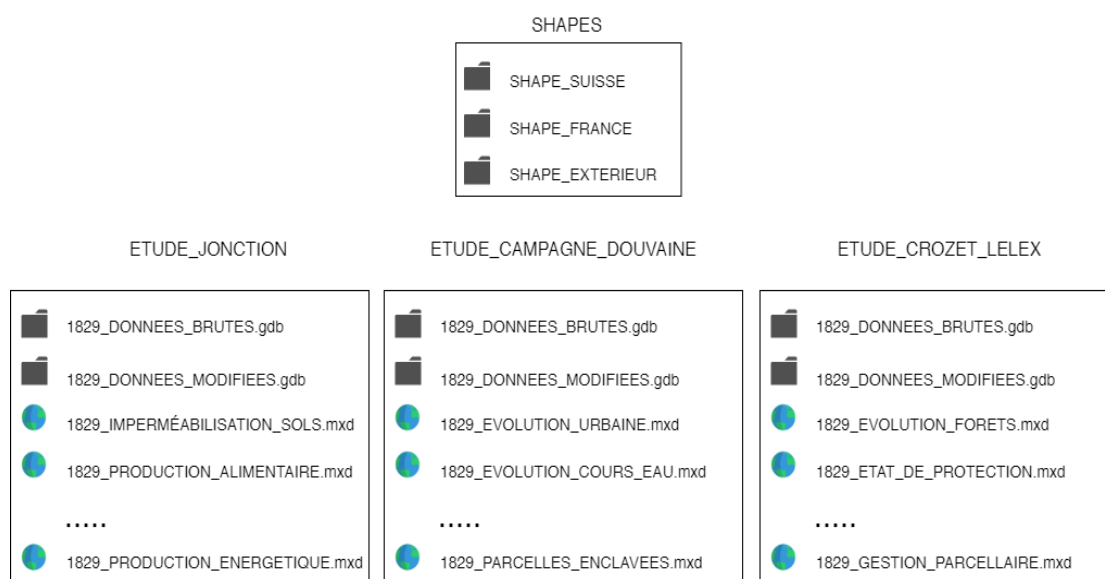 SHAPES
SHAPE_SUISSE
SHAPE_FRANCE
SHAPE_EXTERIEUR
ETUDE_JONCTION
1829_DONNEES_BRUTES.gdb
1829_DONNEES_MODIFIEES.gdb
1829_IMPERMÉABILISATION_SOLS.mxd
1829_PRODUCTION_ALIMENTAIRE.mxd
.....
1829_PRODUCTION_ENERGETIQUE.mxd
ETUDE_CAMPAGNE_DOUVAINE
1829_DONNEES_BRUTES.gdb
1829_DONNEES_MODIFIEES.gdb
1829_EVOLUTION_URBAINE.mxd
1829_EVOLUTION_COURS_EAU.mxd
.....
1829_PARCELLES_ENCLAVEES.mxd
ETUDE_CROZET_LELEX
1829_DONNEES_BRUTES.gdb
1829_DONNEES_MODIFIEES.gdb
1829_EVOLUTION_FORETS.mxd
1829_ETAT_DE_PROTECTION.mxd
.....
1829_GESTION_PARCELLAIRE.mxd